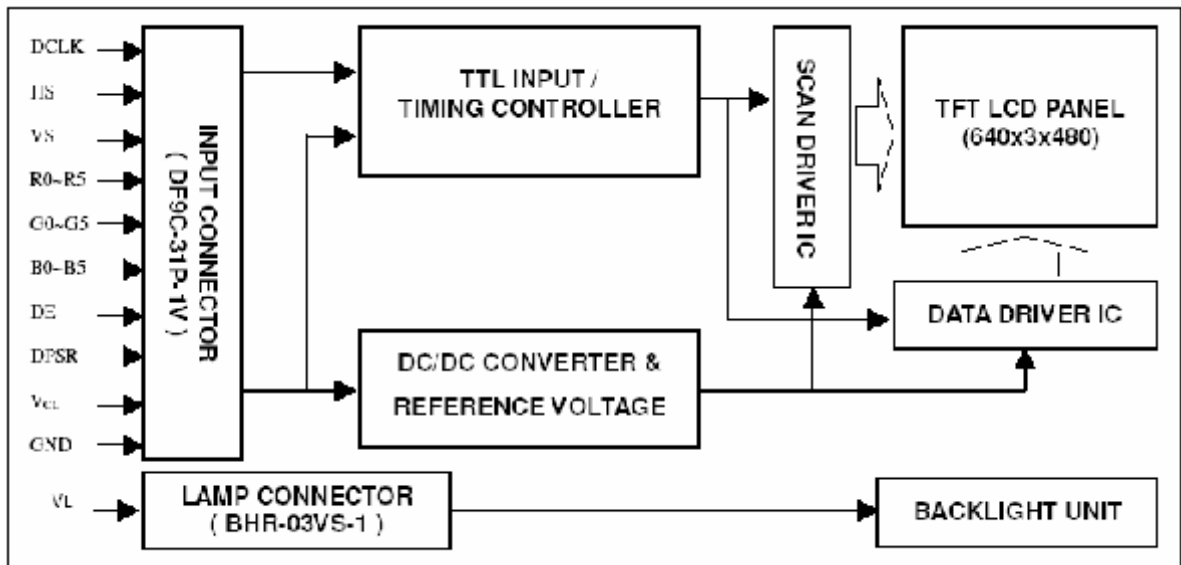 DCLK
HS
VS
R0~R5
G0~G5
B0~B5
DE
DPSR
GND
VL
INPUT CONNECTOR
( DF9C-31P-1V )
TTL INPUT /
TIMING CONTROLLER
DC/DC CONVERTER &
REFERENCE VOLTAGE
SCAN DRIVER IC
TFT LCD PANEL
(640x3x480)
DATA DRIVER IC
LAMP CONNECTOR
( BHR-03VS-1 )
BACKLIGHT UNIT